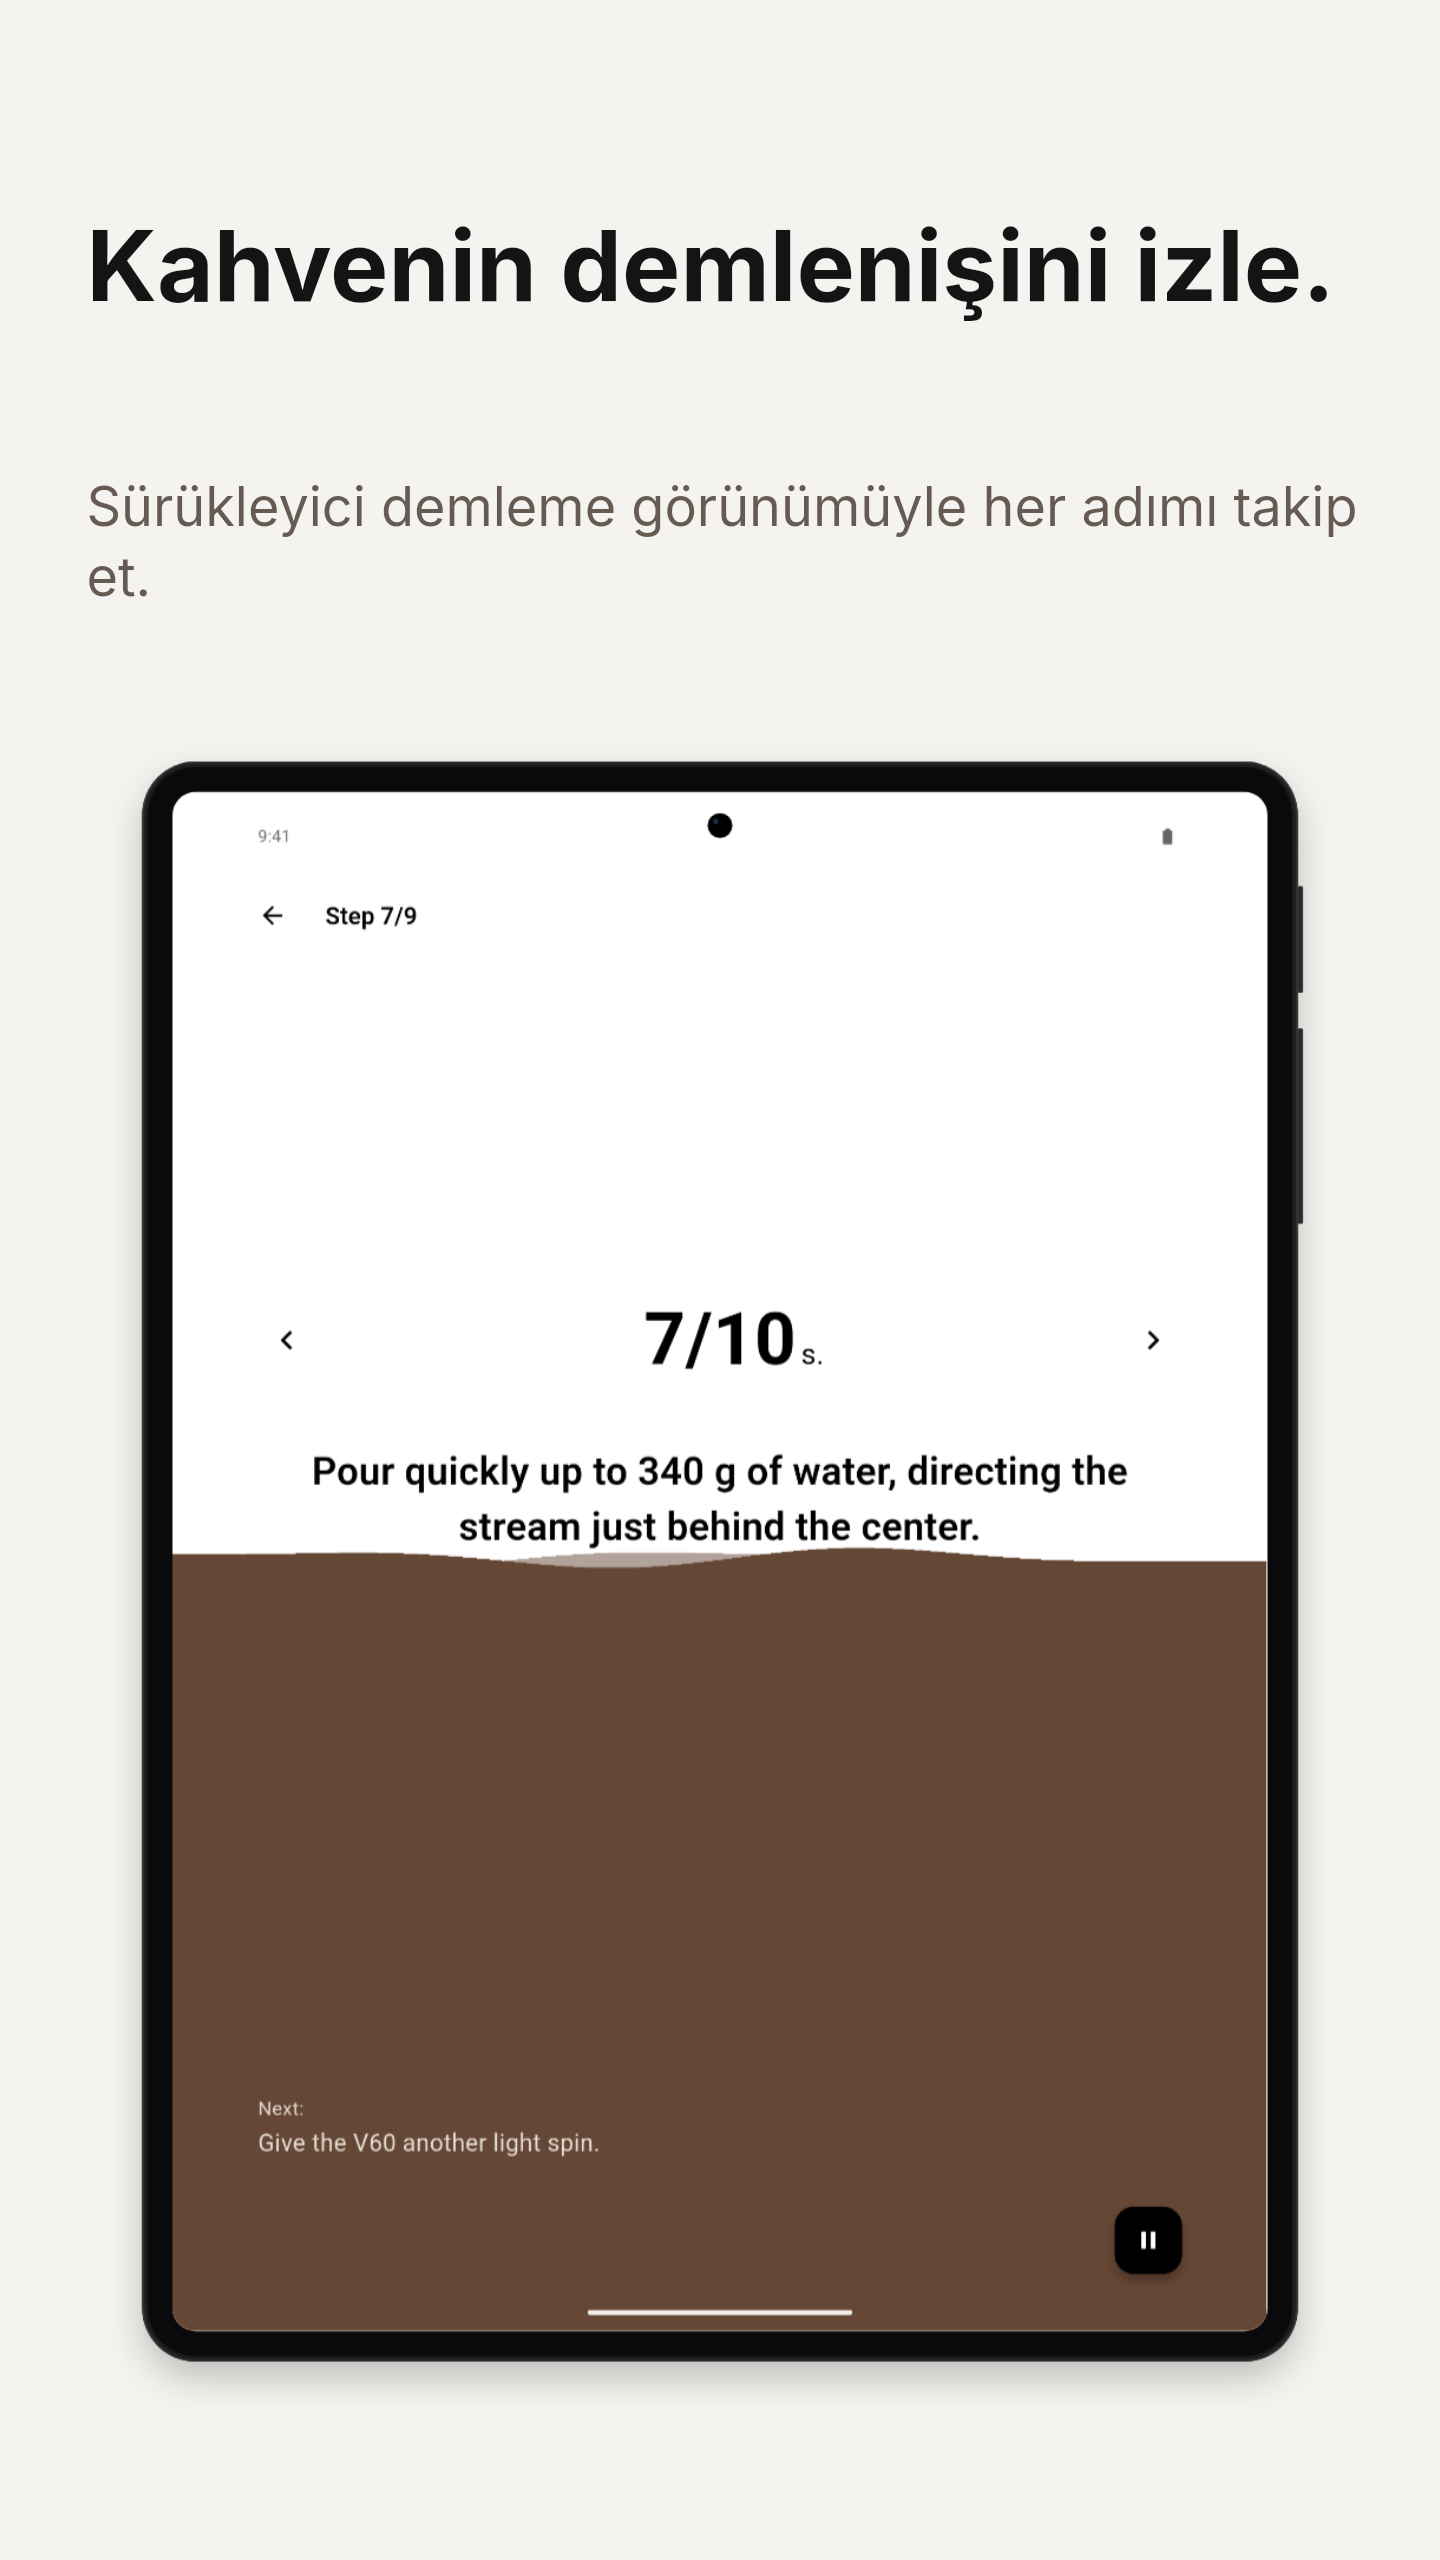 Kahvenin demlenişini izle.
Sürükleyici demleme görünümüyle her adımı takip
et.
9:41
Step 7/9
7/10 s.
Pour quickly up to 340 g of water, directing the
stream just behind the center.
Next:
Give the V60 another light spin.